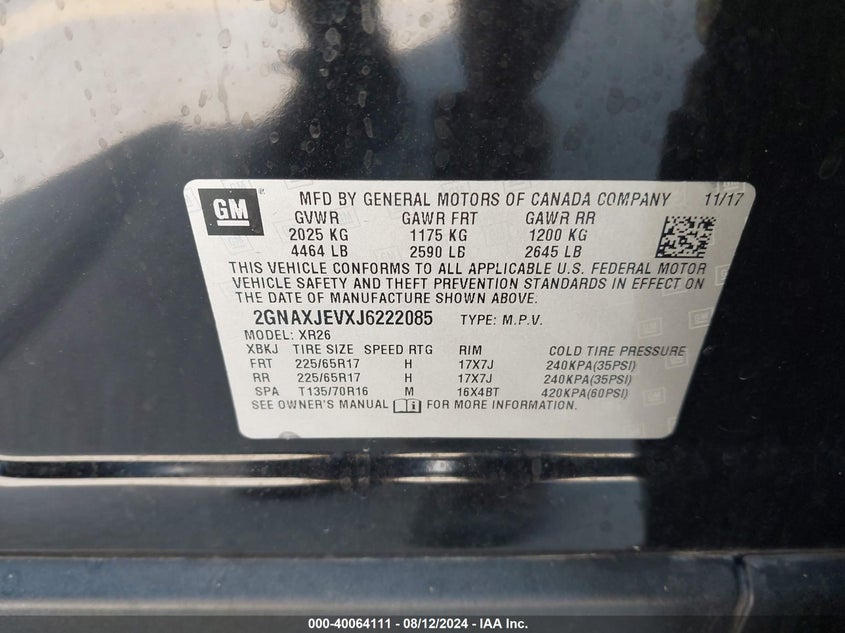 GM
MFD BY GENERAL MOTORS OF CANADA COMPANY 11/17
GVWR GAWR FRT GAWR RR
2025 KG 1175 KG 1200 KG
4464 LB 2590 LB 2645 LB
THIS VEHICLE CONFORMS TO ALL APPLICABLE U.S. FEDERAL MOTOR
VEHICLE SAFETY AND THEFT PREVENTION STANDARDS IN EFFECT ON
THE DATE OF MANUFACTURE SHOWN ABOVE.
2GNAXJEVXJ6222085 TYPE: M.P.V.
MODEL: XR26
XBKJ TIRE SIZE SPEED RTG RIM COLD TIRE PRESSURE
FRT 225/65R17 H 17X7J 240KPA(35PSI)
RR 225/65R17 H 17X7J 240KPA(35PSI)
SPA T135/70R16 M 16X4BT 420KPA(60PSI)
SEE OWNER'S MANUAL i FOR MORE INFORMATION.
000-40064111 - 08/12/2024 - IAA Inc.